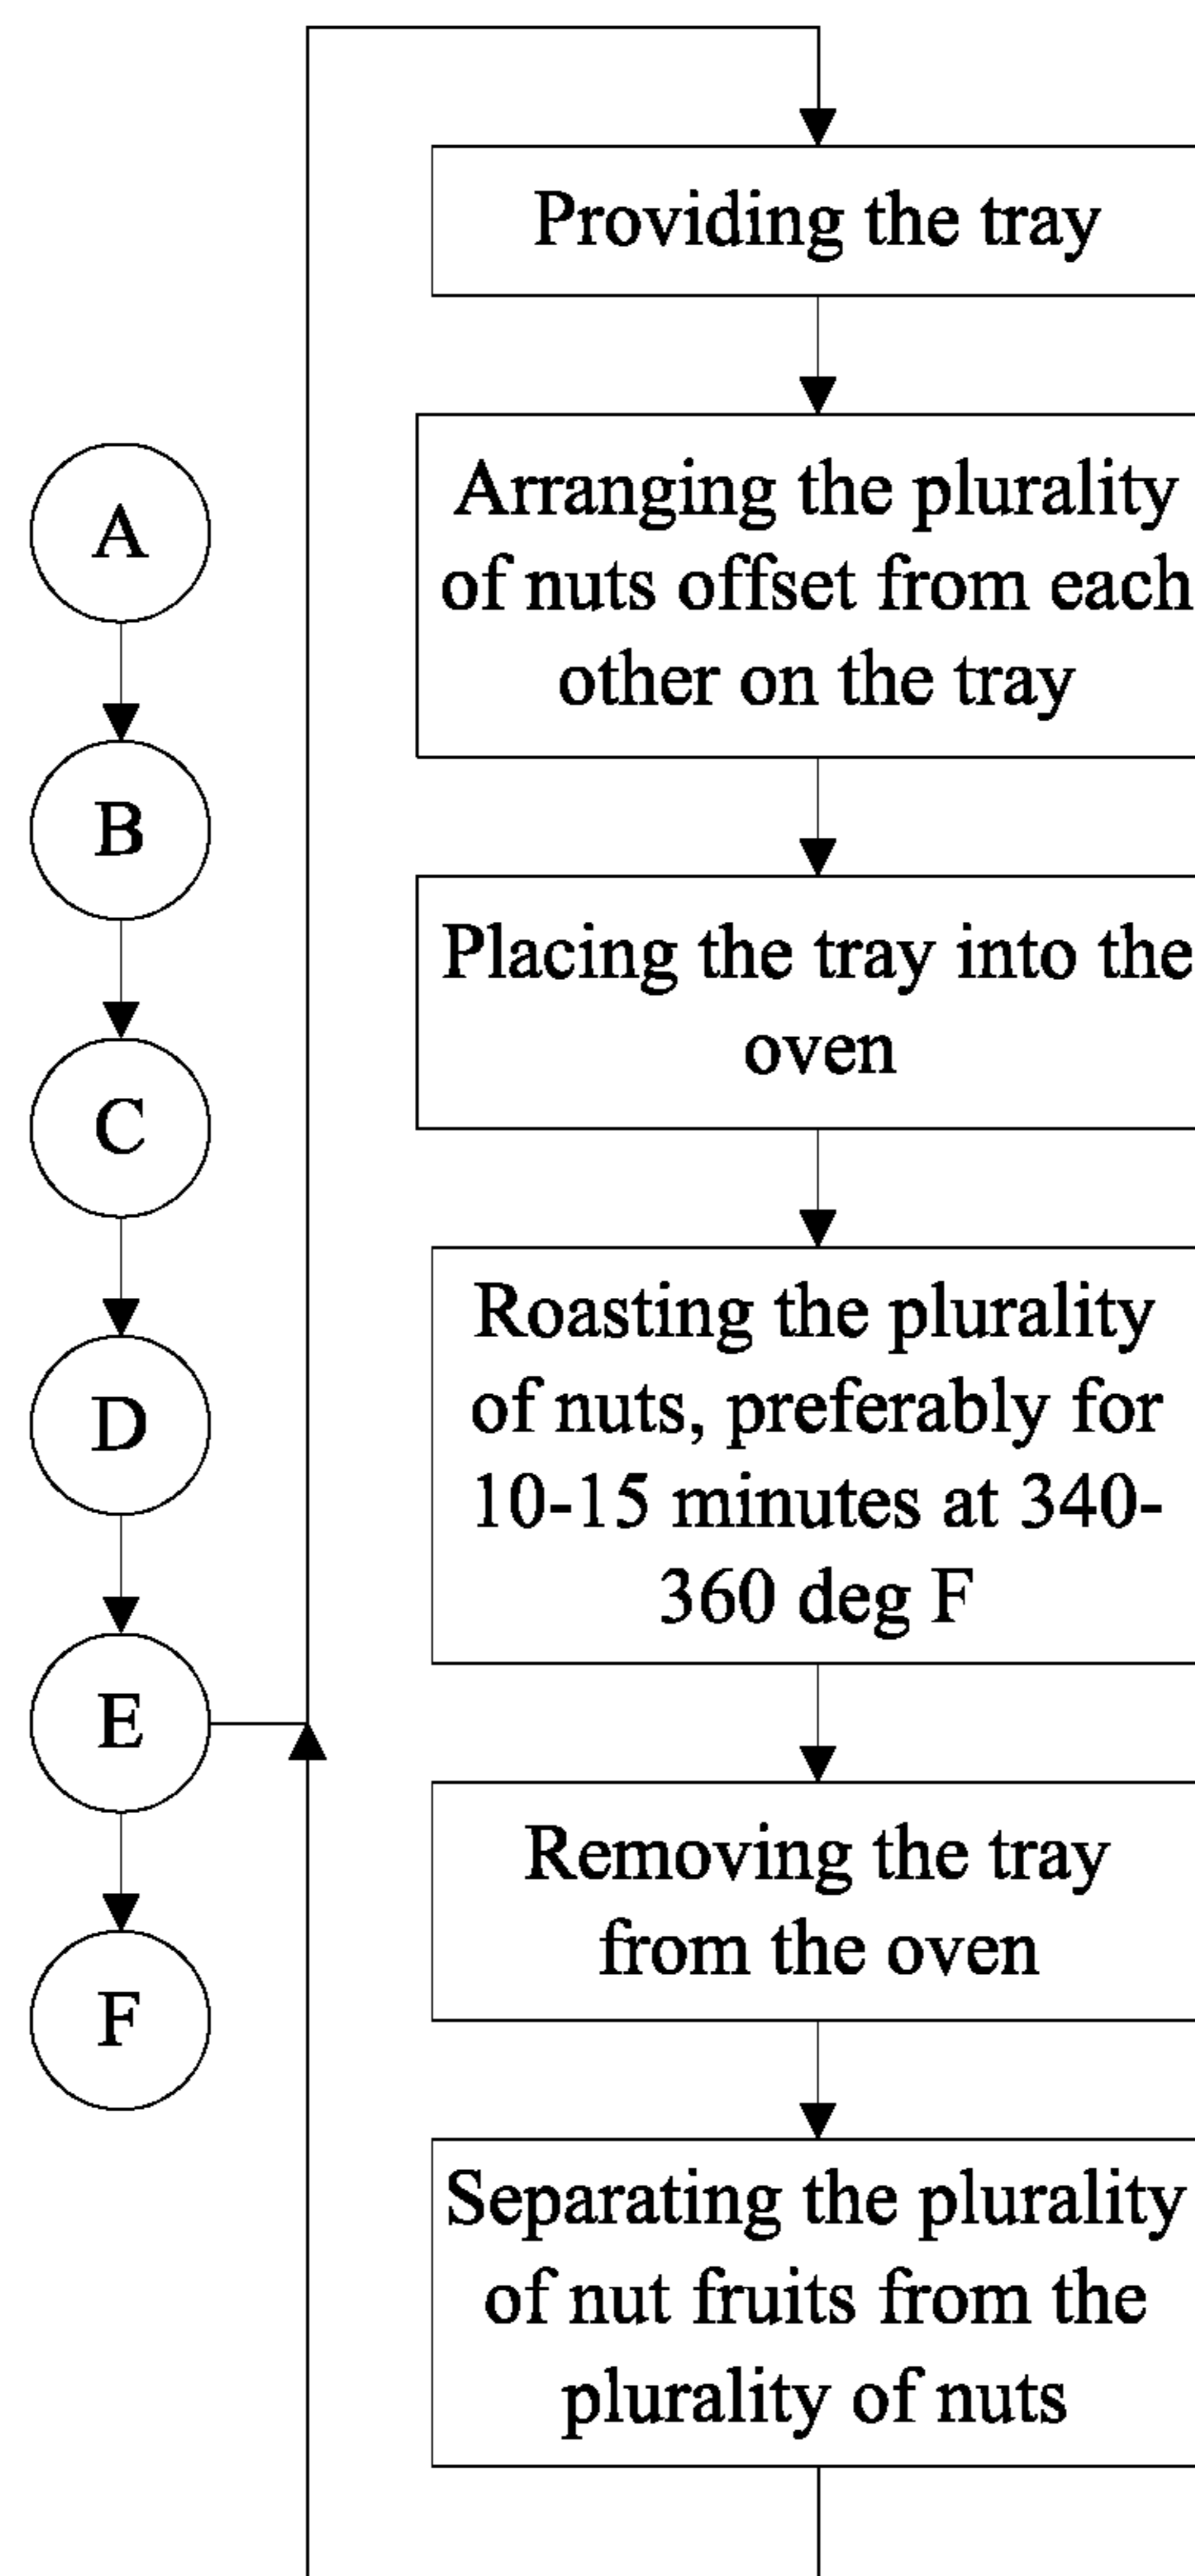 A
B
C
D
E
F
Providing the tray
Arranging the plurality
of nuts offset from each
other on the tray
Placing the tray into the
oven
Roasting the plurality
of nuts, preferably for
10-15 minutes at 340-
360 deg F
Removing the tray
from the oven
Separating the plurality
of nut fruits from the
plurality of nuts